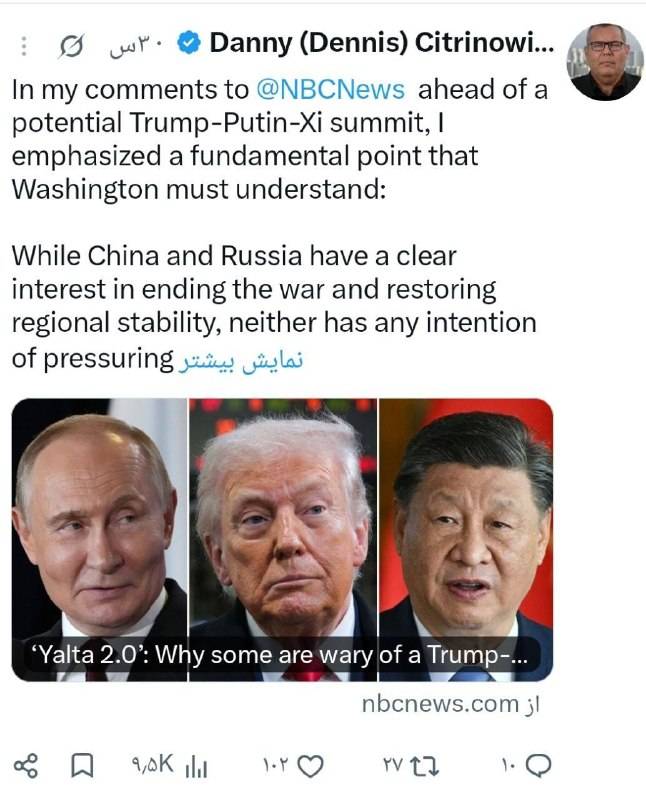 Danny (Dennis) Citrinowi... · ۳۰س
In my comments to @NBCNews ahead of a
potential Trump-Putin-Xi summit, I
emphasized a fundamental point that
Washington must understand:
While China and Russia have a clear
interest in ending the war and restoring
regional stability, neither has any intention
of pressuring نمایش بیشتر
‘Yalta 2.0’: Why some are wary of a Trump-...
از nbcnews.com
۱۰ ۲۷ ۱۰۲ ۹٫۵K